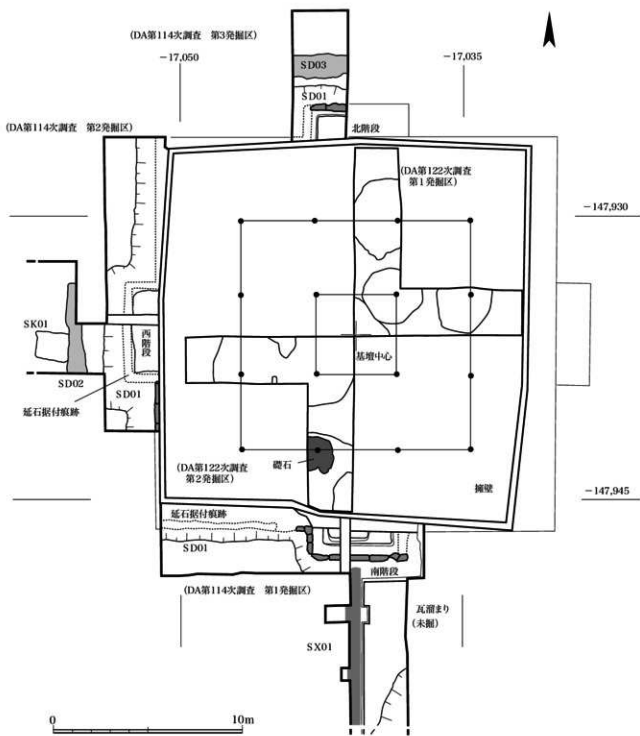 (DA第114次調査 第3発掘区)
−17,050
−17,035
SD03
SD01
北階段
(DA第114次調査 第2発掘区)
(DA第122次調査
第1発掘区)
−147,930
SK01
西階段
基壇中心
SD02
SD01
延石据付痕跡
(DA第122次調査
第2発掘区)
礎石
擁壁
−147,945
延石据付痕跡
SD01
南階段
(DA第114次調査 第1発掘区)
瓦溜まり
(未掘)
SX01
0
10m